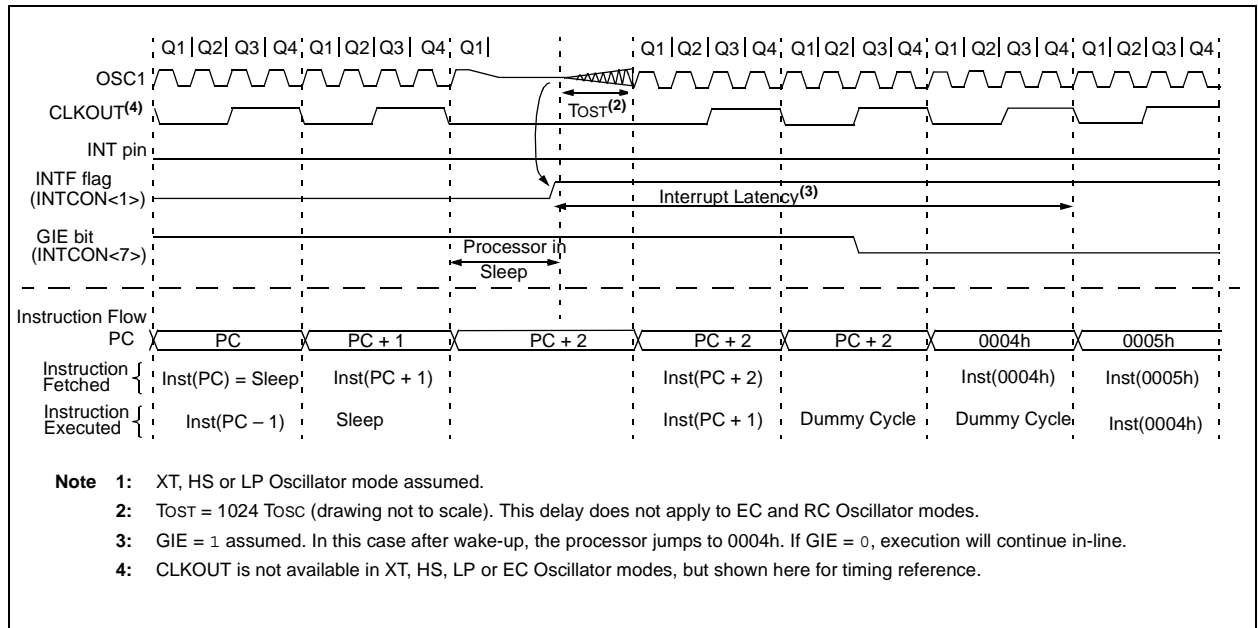 Q1 Q2 Q3 Q4 Q1 Q2 Q3 Q4 Q1 Q1 Q2 Q3 Q4 Q1 Q2 Q3 Q4 Q1 Q2 Q3 Q4 Q1 Q2 Q3 Q4
OSC1
CLKOUT(4)
TOST(2)
INT pin
INTF flag
(INTCON<1>)
Interrupt Latency(3)
GIE bit
(INTCON<7>)
Processor in
Sleep
Instruction Flow
PC PC PC + 1 PC + 2 PC + 2 PC + 2 0004h 0005h
Instruction
Fetched
Inst(PC) = Sleep Inst(PC + 1) Inst(PC + 2) Inst(0004h) Inst(0005h)
Instruction
Executed
Inst(PC – 1) Sleep Inst(PC + 1) Dummy Cycle Dummy Cycle Inst(0004h)
Note 1: XT, HS or LP Oscillator mode assumed.
2: TOST = 1024 TOSC (drawing not to scale). This delay does not apply to EC and RC Oscillator modes.
3: GIE = 1 assumed. In this case after wake-up, the processor jumps to 0004h. If GIE = 0, execution will continue in-line.
4: CLKOUT is not available in XT, HS, LP or EC Oscillator modes, but shown here for timing reference.